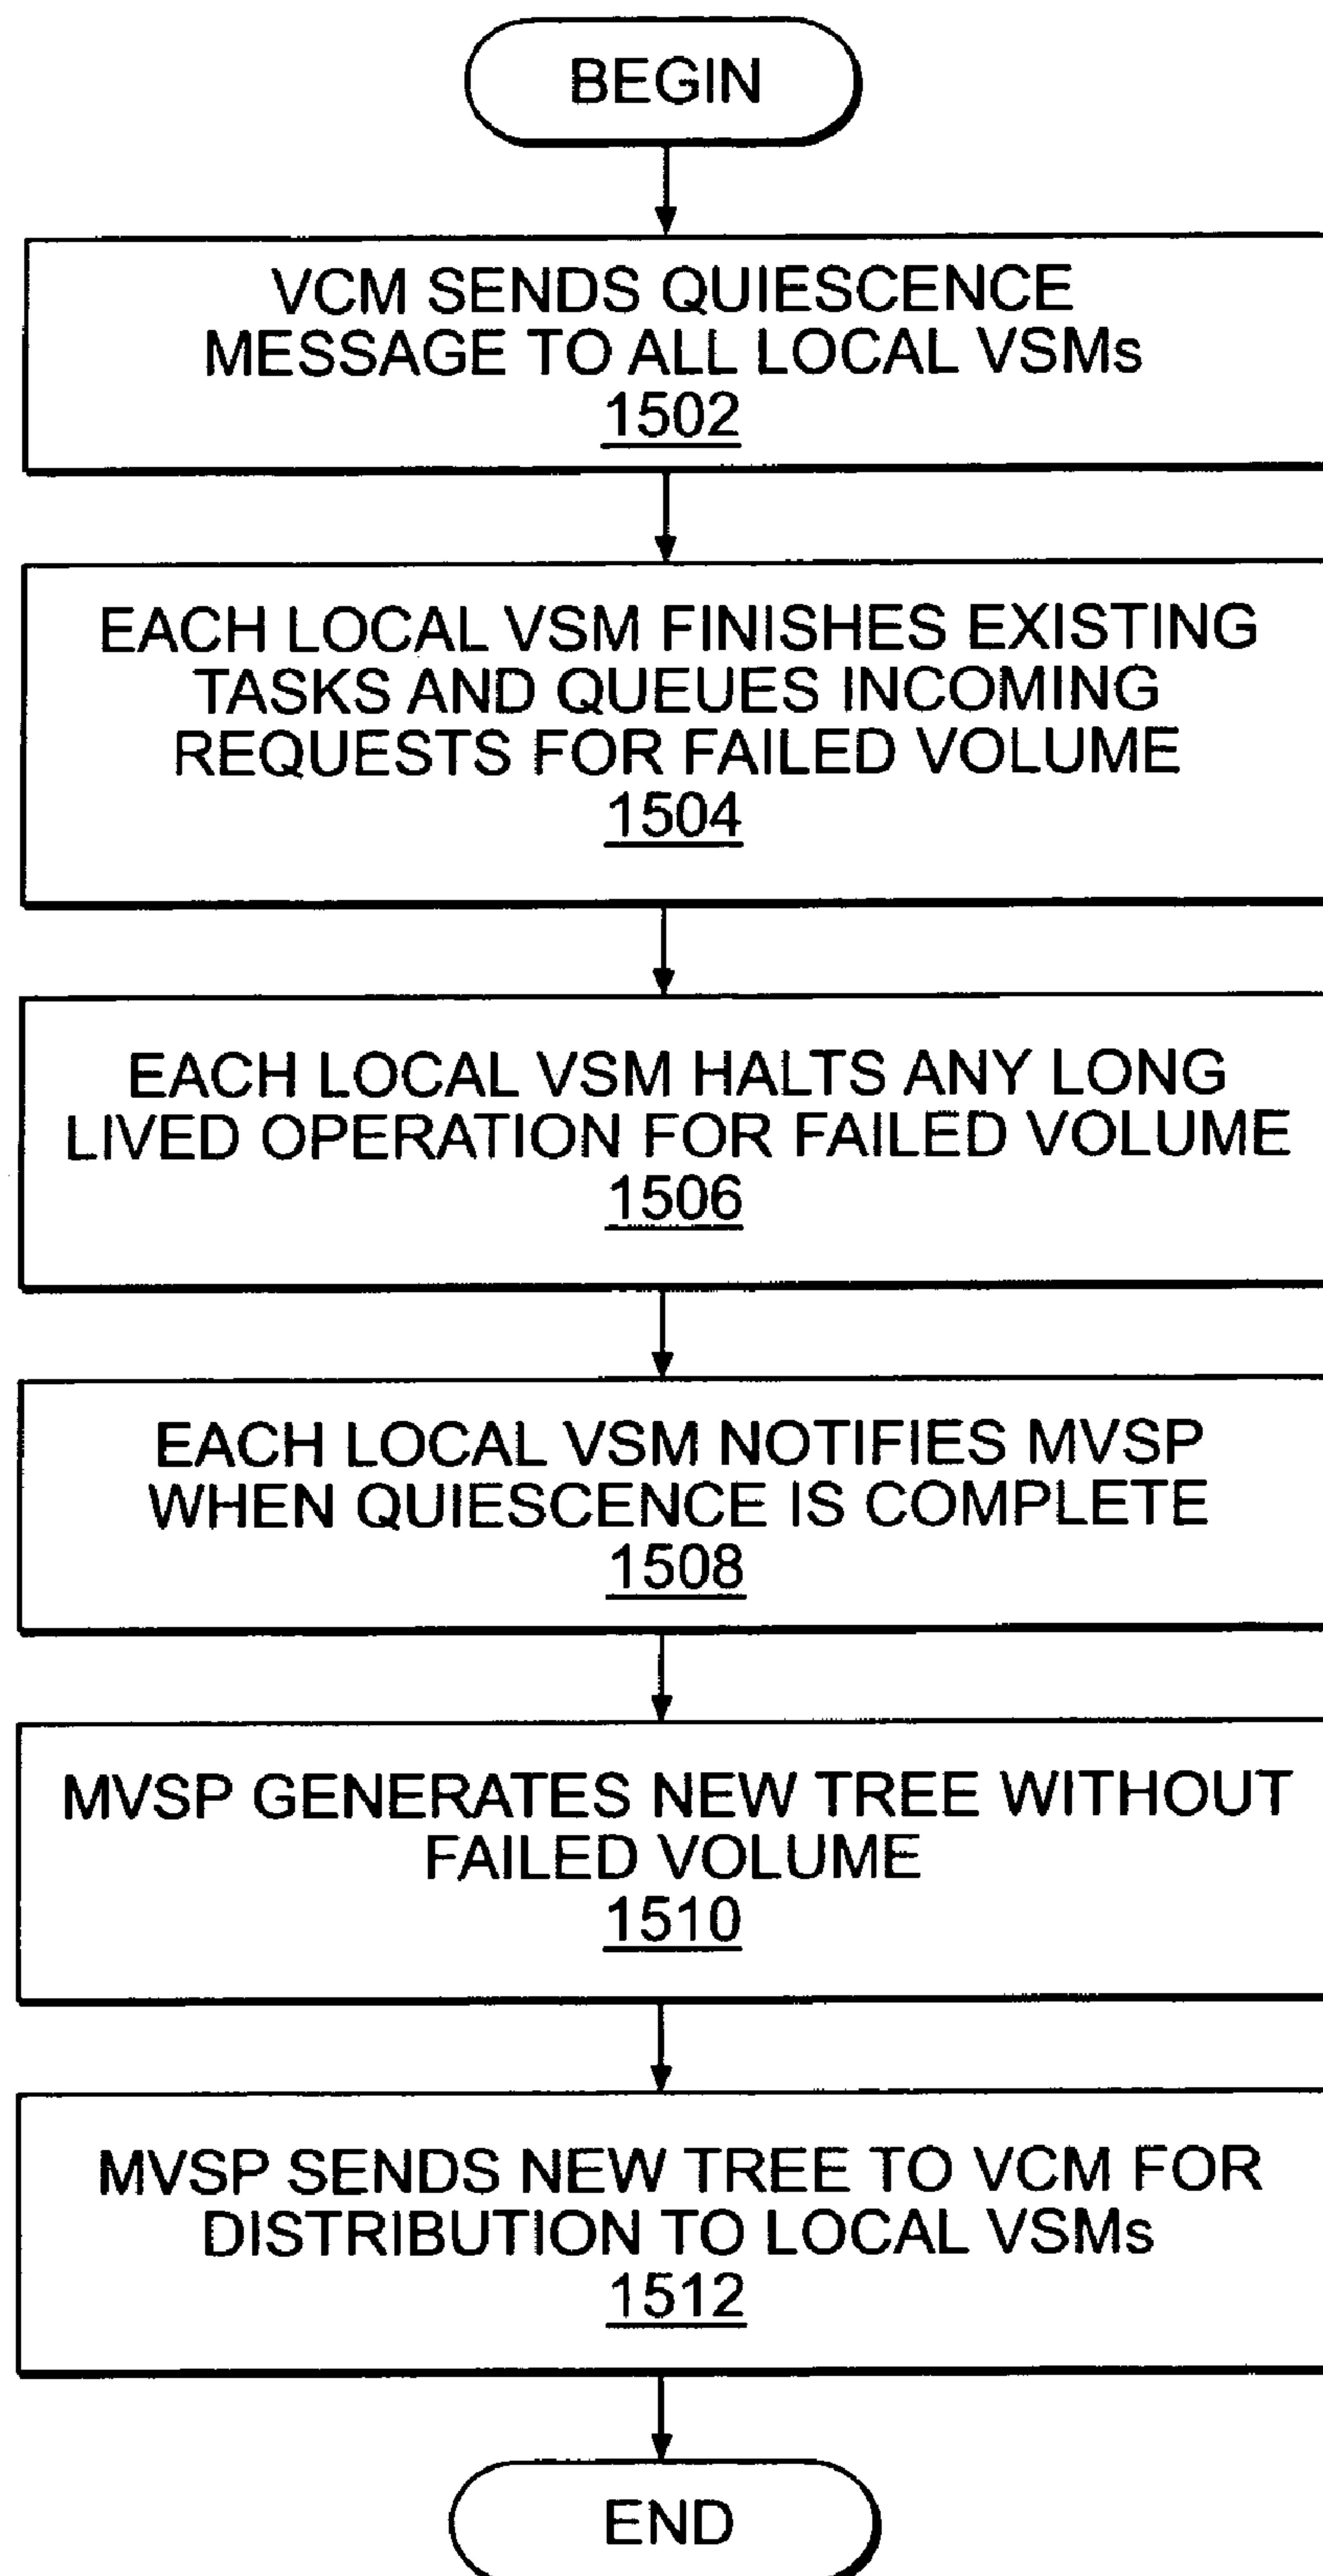 BEGIN
VCM SENDS QUIESCENCE
MESSAGE TO ALL LOCAL VSMs
1502
EACH LOCAL VSM FINISHES EXISTING
TASKS AND QUEUES INCOMING
REQUESTS FOR FAILED VOLUME
1504
EACH LOCAL VSM HALTS ANY LONG
LIVED OPERATION FOR FAILED VOLUME
1506
EACH LOCAL VSM NOTIFIES MVSP
WHEN QUIESCENCE IS COMPLETE
1508
MVSP GENERATES NEW TREE WITHOUT
FAILED VOLUME
1510
MVSP SENDS NEW TREE TO VCM FOR
DISTRIBUTION TO LOCAL VSMs
1512
END